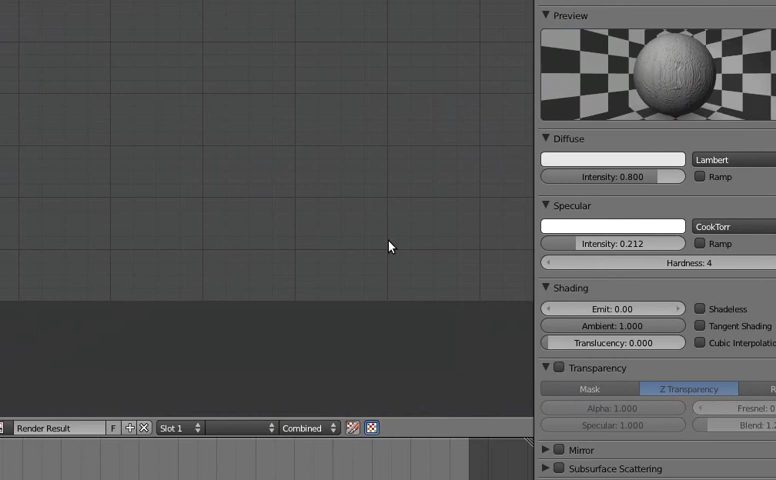 Preview
Diffuse
Lambert
Intensity: 0.800
Ramp
Specular
CookTorr
Intensity: 0.212
Ramp
Hardness: 4
Shading
Emit: 0.00
Shadeless
Ambient: 1.000
Tangent Shading
Translucency: 0.000
Cubic Interpolatio
Transparency
Mask
Z Transparency
R
Alpha: 1.000
Fresnel: 0
Specular: 1.000
Blend: 1.2
Render Result
F
Slot 1
Combined
Mirror
Subsurface Scattering